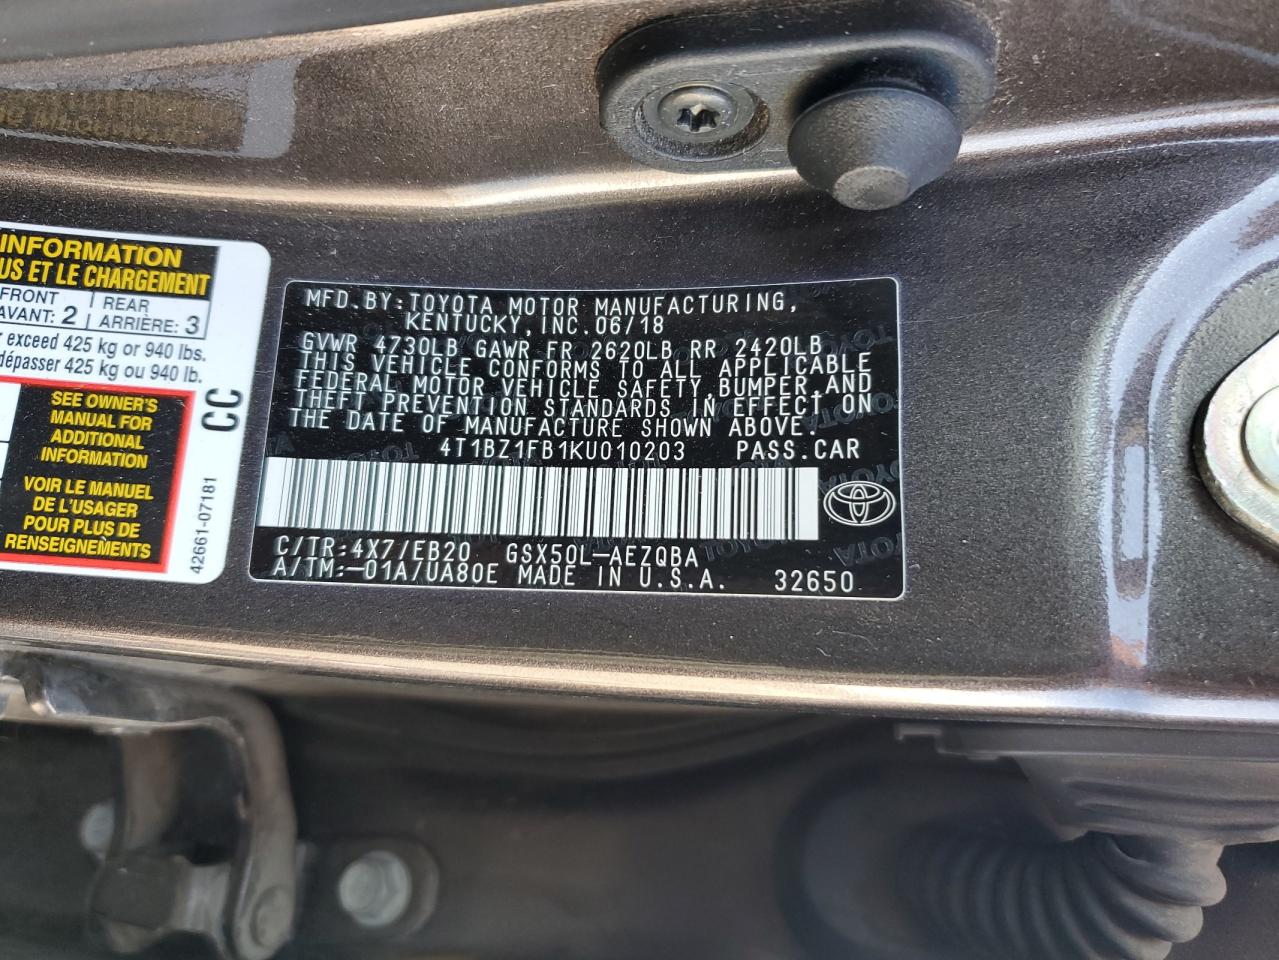 INFORMATION
US ET LE CHARGEMENT
FRONT
AVANT: 2
REAR
ARRIÈRE: 3
exceed 425 kg or 940 lbs.
dépasser 425 kg ou 940 lb.
SEE OWNER'S
MANUAL FOR
ADDITIONAL
INFORMATION
VOIR LE MANUEL
DE L'USAGER
POUR PLUS DE
RENSEIGNEMENTS
CC
42661-07181
MFD.BY:TOYOTA MOTOR MANUFACTURING,
KENTUCKY,INC.06/18
GVWR 4730LB GAWR FR 2620LB RR 2420LB
THIS VEHICLE CONFORMS TO ALL APPLICABLE
FEDERAL MOTOR VEHICLE SAFETY,BUMPER,AND
THEFT PREVENTION STANDARDS IN EFFECT ON
THE DATE OF MANUFACTURE SHOWN ABOVE.
4T1BZ1FB1KU010203 PASS.CAR
C/TR:4X7/EB20 GSX50L-AEZQBA
A/TM:-01A/UA80E MADE IN U.S.A. 32650